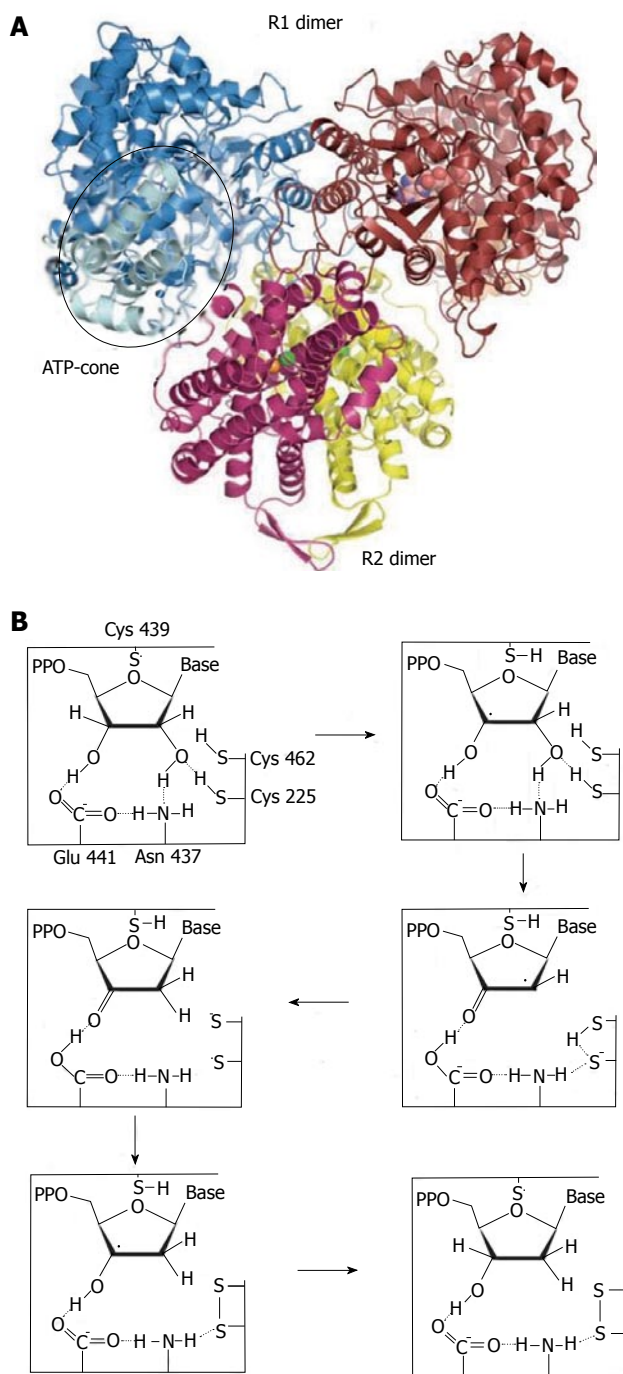 A
R1 dimer
ATP-cone
R2 dimer
B
Cys 439
S·
PPO
O
Base
H
H
H
O
O
S
Cys 462
H
H
H
S
Cys 225
O
C
-
O
H
N
H
Glu 441
Asn 437
S-H
PPO
O
Base
·
H
H
O
O
S
H
H
H
S
O
C
-
O
H
N
H
S-H
PPO
O
Base
H
H
O
·S
H
·S
O
C
-
O
H
N
H
S-H
PPO
O
Base
·
H
O
S
H
H
S-
O
C
-
O
H
N
H
S-H
PPO
O
Base
·
H
H
O
S
H
S
O
C
-
O
H
N
H
S·
PPO
O
Base
H
H
H
O
S
H
S
O
C
-
O
H
N
H